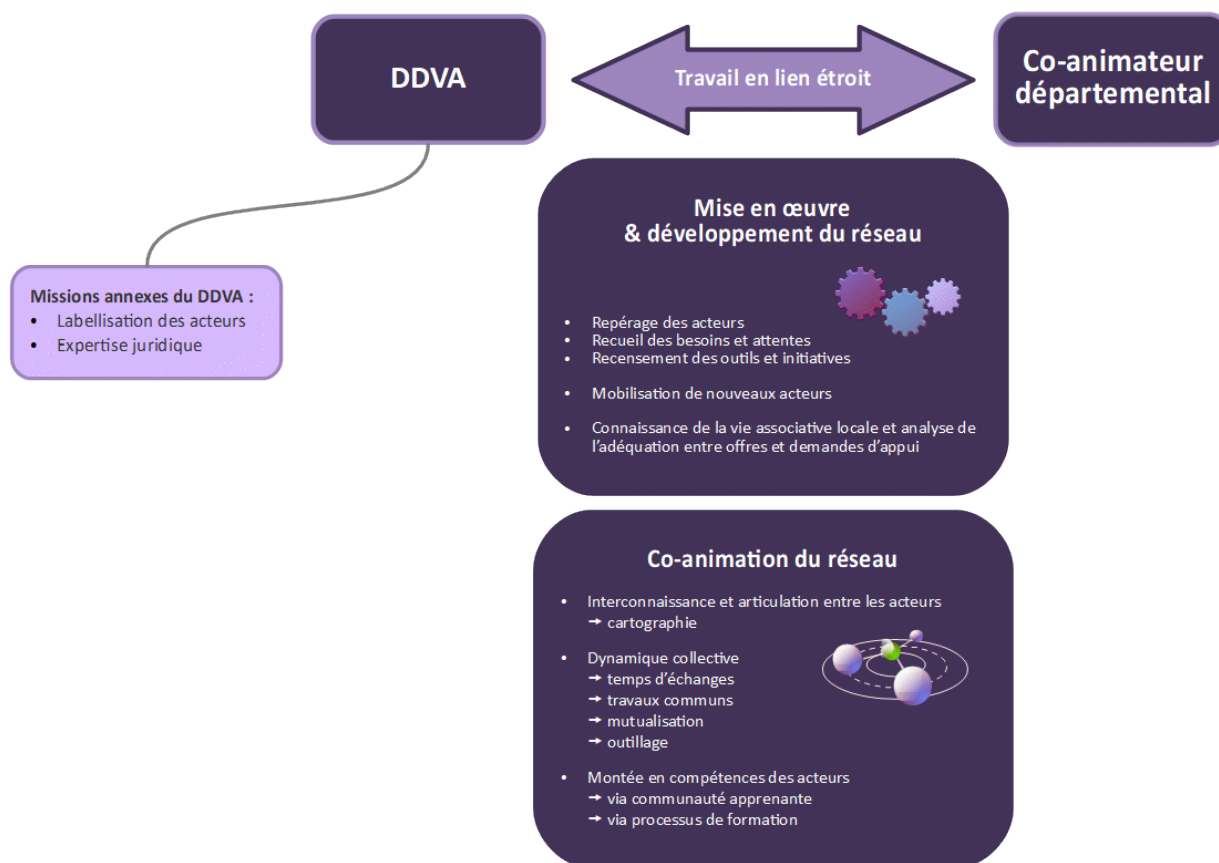 DDVA
Travail en lien étroit
Co-animateur
départemental
Mise en œuvre
& développement du réseau
Missions annexes du DDVA :
• Labellisation des acteurs
• Expertise juridique
• Repérage des acteurs
• Recueil des besoins et attentes
• Recensement des outils et initiatives
• Mobilisation de nouveaux acteurs
• Connaissance de la vie associative locale et analyse de
l’adéquation entre offres et demandes d’appui
Co-animation du réseau
• Interconnaissance et articulation entre les acteurs
→ cartographie
• Dynamique collective
→ temps d’échanges
→ travaux communs
→ mutualisation
→ outillage
• Montée en compétences des acteurs
→ via communauté apprenante
→ via processus de formation